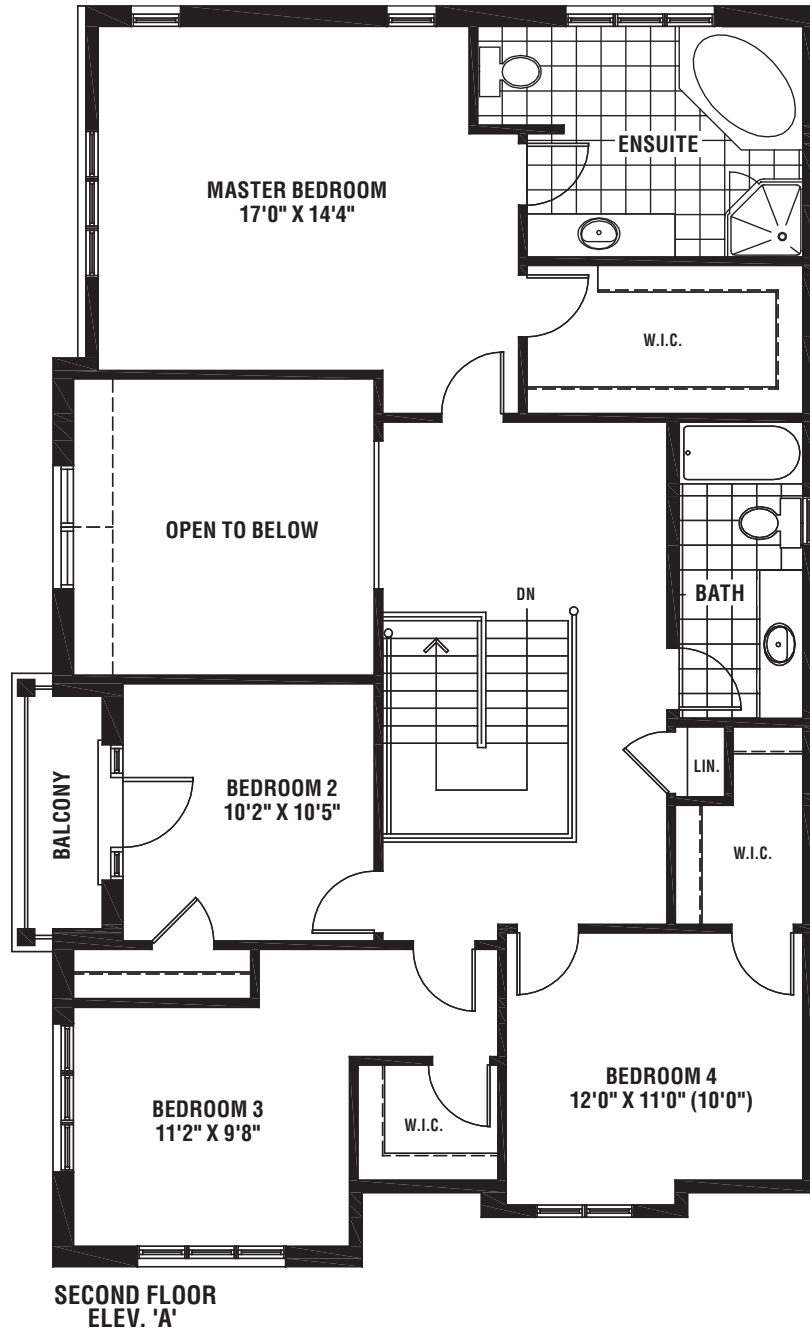 ENSUITE
MASTER BEDROOM
17'0" X 14'4"
W.I.C.
OPEN TO BELOW
DN
BATH
LIN.
BALCONY
BEDROOM 2
10'2" X 10'5"
W.I.C.
BEDROOM 4
12'0" X 11'0" (10'0")
BEDROOM 3
11'2" X 9'8"
W.I.C.
SECOND FLOOR
ELEV. 'A'